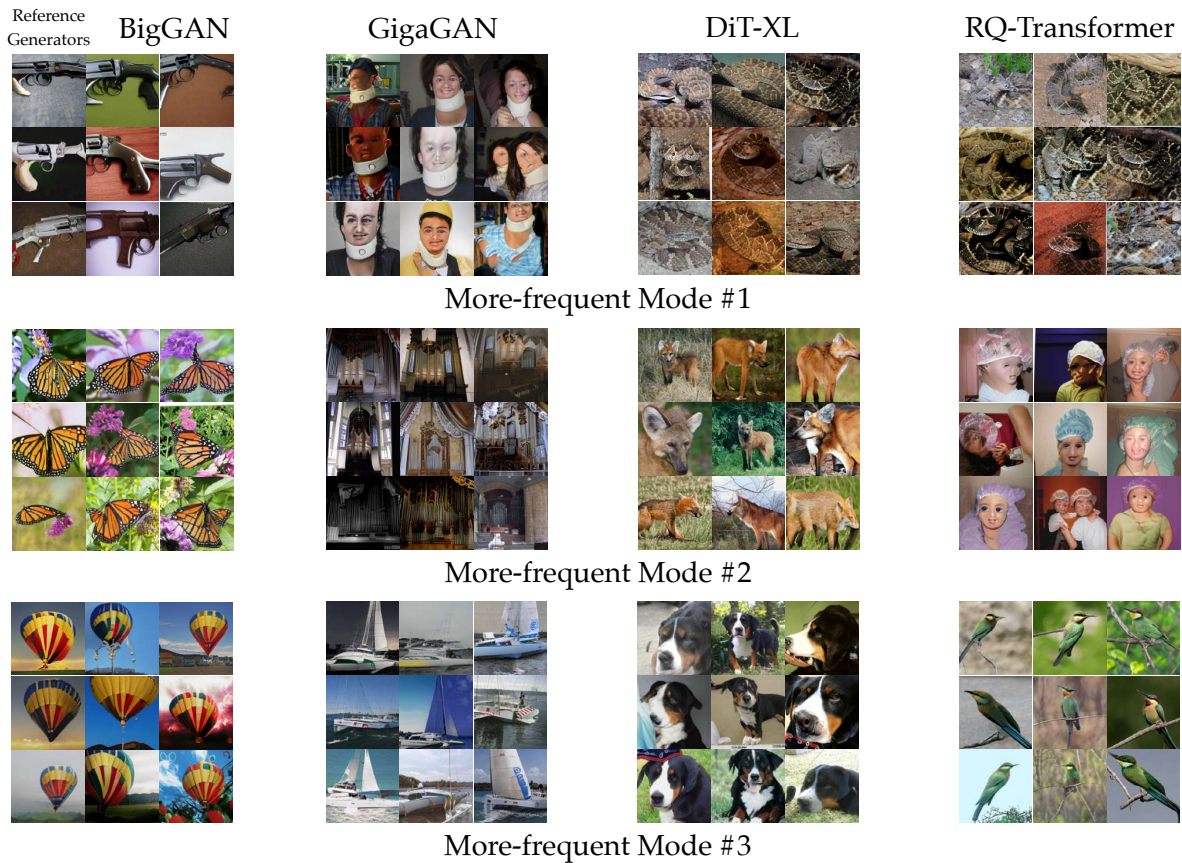 Reference
Generators
BigGAN
GigaGAN
DiT-XL
RQ-Transformer
More-frequent Mode #1
More-frequent Mode #2
More-frequent Mode #3